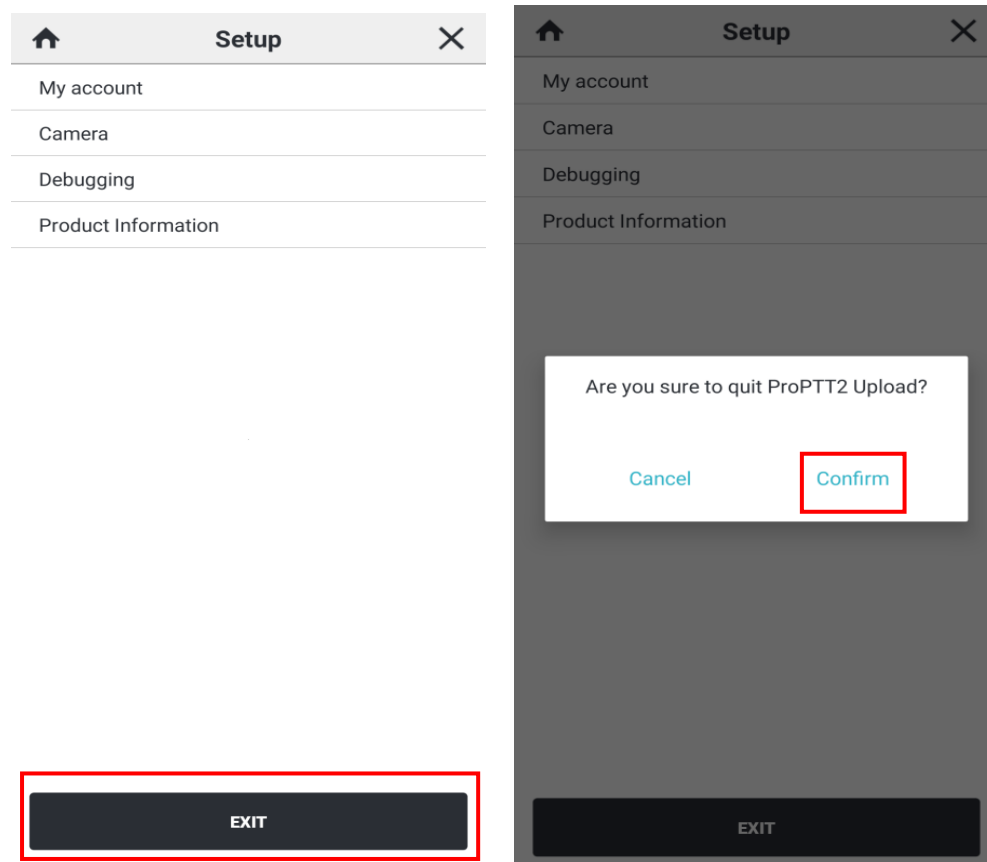 Setup
My account
Camera
Debugging
Product Information
EXIT
Setup
My account
Camera
Debugging
Product Information
Are you sure to quit ProPTT2 Upload?
Cancel Confirm
EXIT